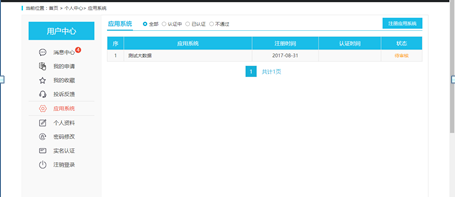 当前位置：首页 > 个人中心> 应用系统
用户中心
消息中心
我的申请
我的收藏
投诉反馈
应用系统
个人资料
密码修改
实名认证
注销登录
应用系统 全部 认证中 已认证 不通过 注册应用系统
序 应用系统 注册时间 认证时间 状态
1 测试大数据 2017-08-31
1 共计1页